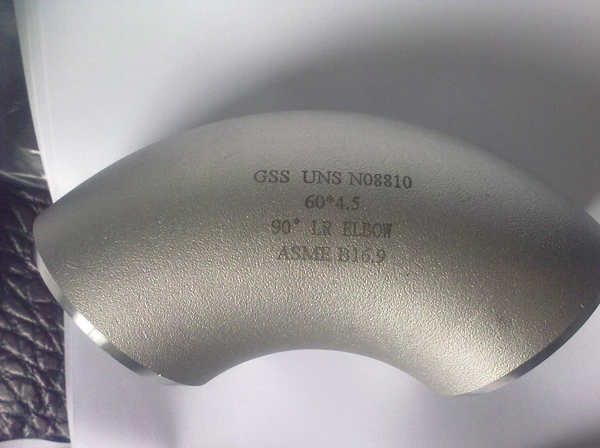 GSS UNS N08810
60*4.5
90° LR ELBOW
ASME B16.9